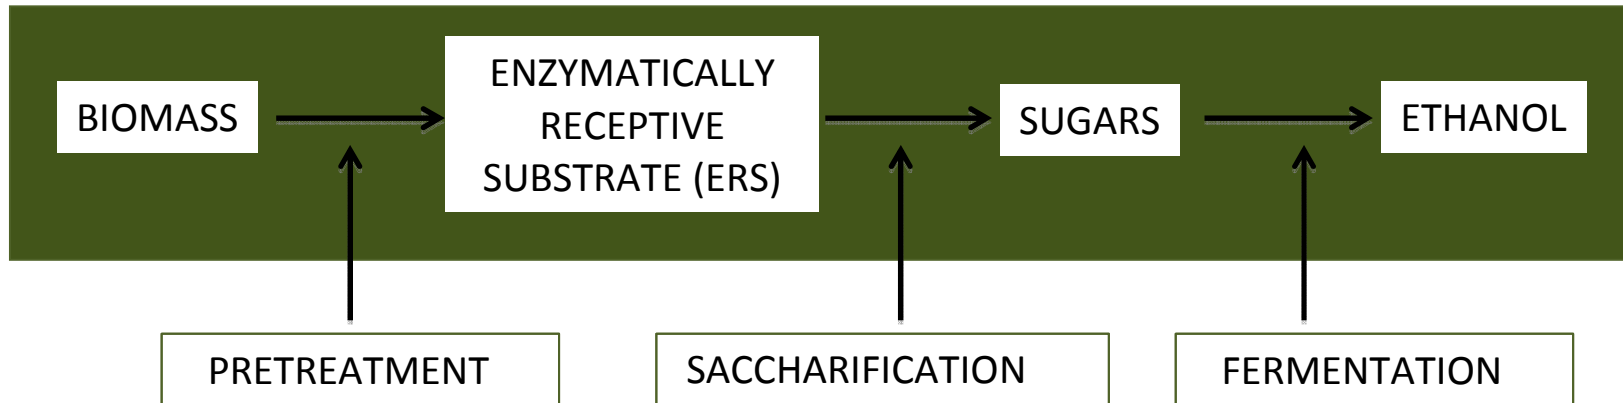 BIOMASS
ENZYMATICALLY
RECEPTIVE
SUBSTRATE (ERS)
SUGARS
ETHANOL
PRETREATMENT
SACCHARIFICATION
FERMENTATION